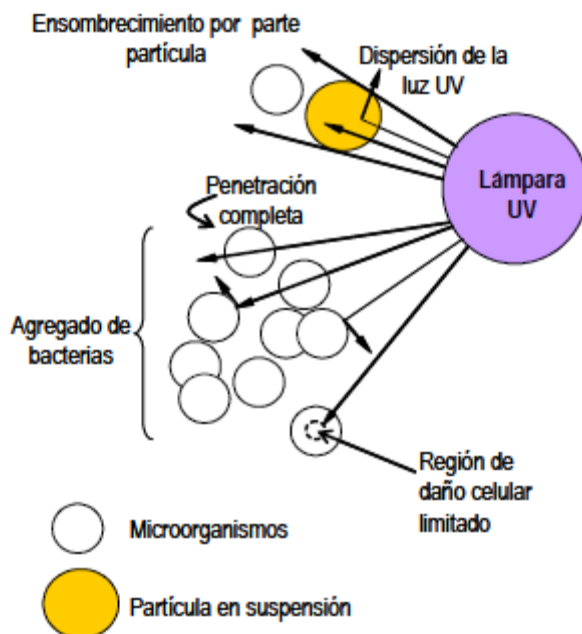 Ensombrecimiento por parte
partícula
Dispersión de la
luz UV
Lámpara
UV
Penetración
completa
Agregado de
bacterias
Región de
daño celular
limitado
Microorganismos
Partícula en suspensión